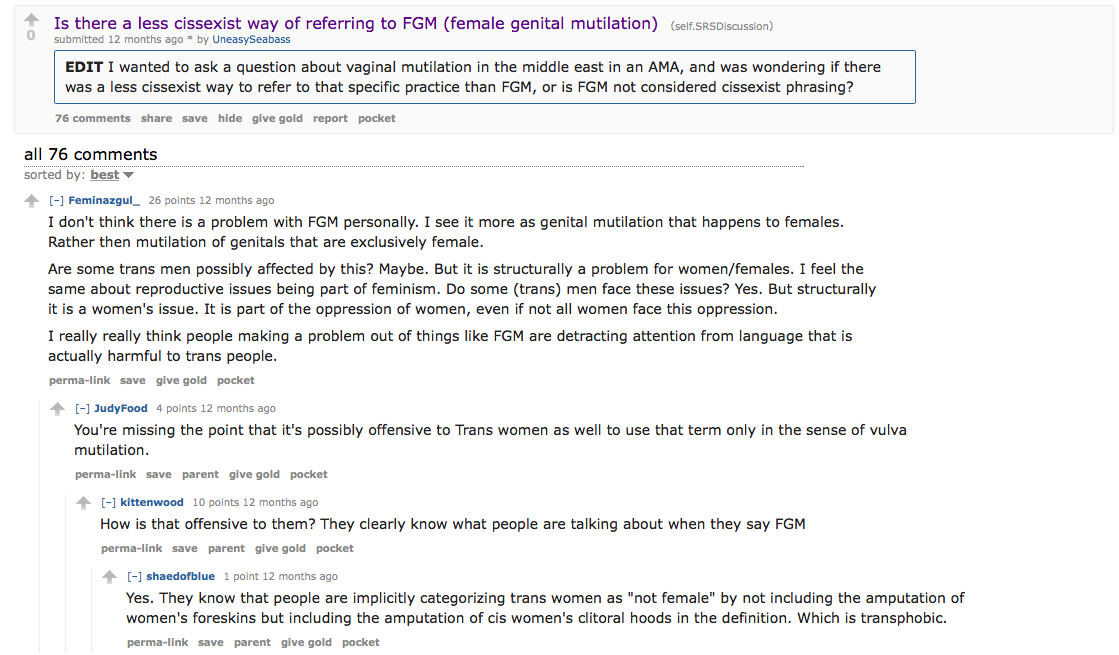 Is there a less cissexist way of referring to FGM (female genital mutilation) (self.SRSDiscussion)
0
submitted 12 months ago * by UneasySeabass
EDIT I wanted to ask a question about vaginal mutilation in the middle east in an AMA, and was wondering if there
was a less cissexist way to refer to that specific practice than FGM, or is FGM not considered cissexist phrasing?
76 comments share save hide give gold report pocket
all 76 comments
sorted by: best
[-] Feminazgul_ 26 points 12 months ago
I don't think there is a problem with FGM personally. I see it more as genital mutilation that happens to females.
Rather then mutilation of genitals that are exclusively female.
Are some trans men possibly affected by this? Maybe. But it is structurally a problem for women/females. I feel the
same about reproductive issues being part of feminism. Do some (trans) men face these issues? Yes. But structurally
it is a women's issue. It is part of the oppression of women, even if not all women face this oppression.
I really really think people making a problem out of things like FGM are detracting attention from language that is
actually harmful to trans people.
perma-link save give gold pocket
[-] JudyFood 4 points 12 months ago
You're missing the point that it's possibly offensive to Trans women as well to use that term only in the sense of vulva
mutilation.
perma-link save parent give gold pocket
[-] kittenwood 10 points 12 months ago
How is that offensive to them? They clearly know what people are talking about when they say FGM
perma-link save parent give gold pocket
[-] shaedofblue 1 point 12 months ago
Yes. They know that people are implicitly categorizing trans women as "not female" by not including the amputation of
women's foreskins but including the amputation of cis women's clitoral hoods in the definition. Which is transphobic.
perma-link save parent give gold pocket